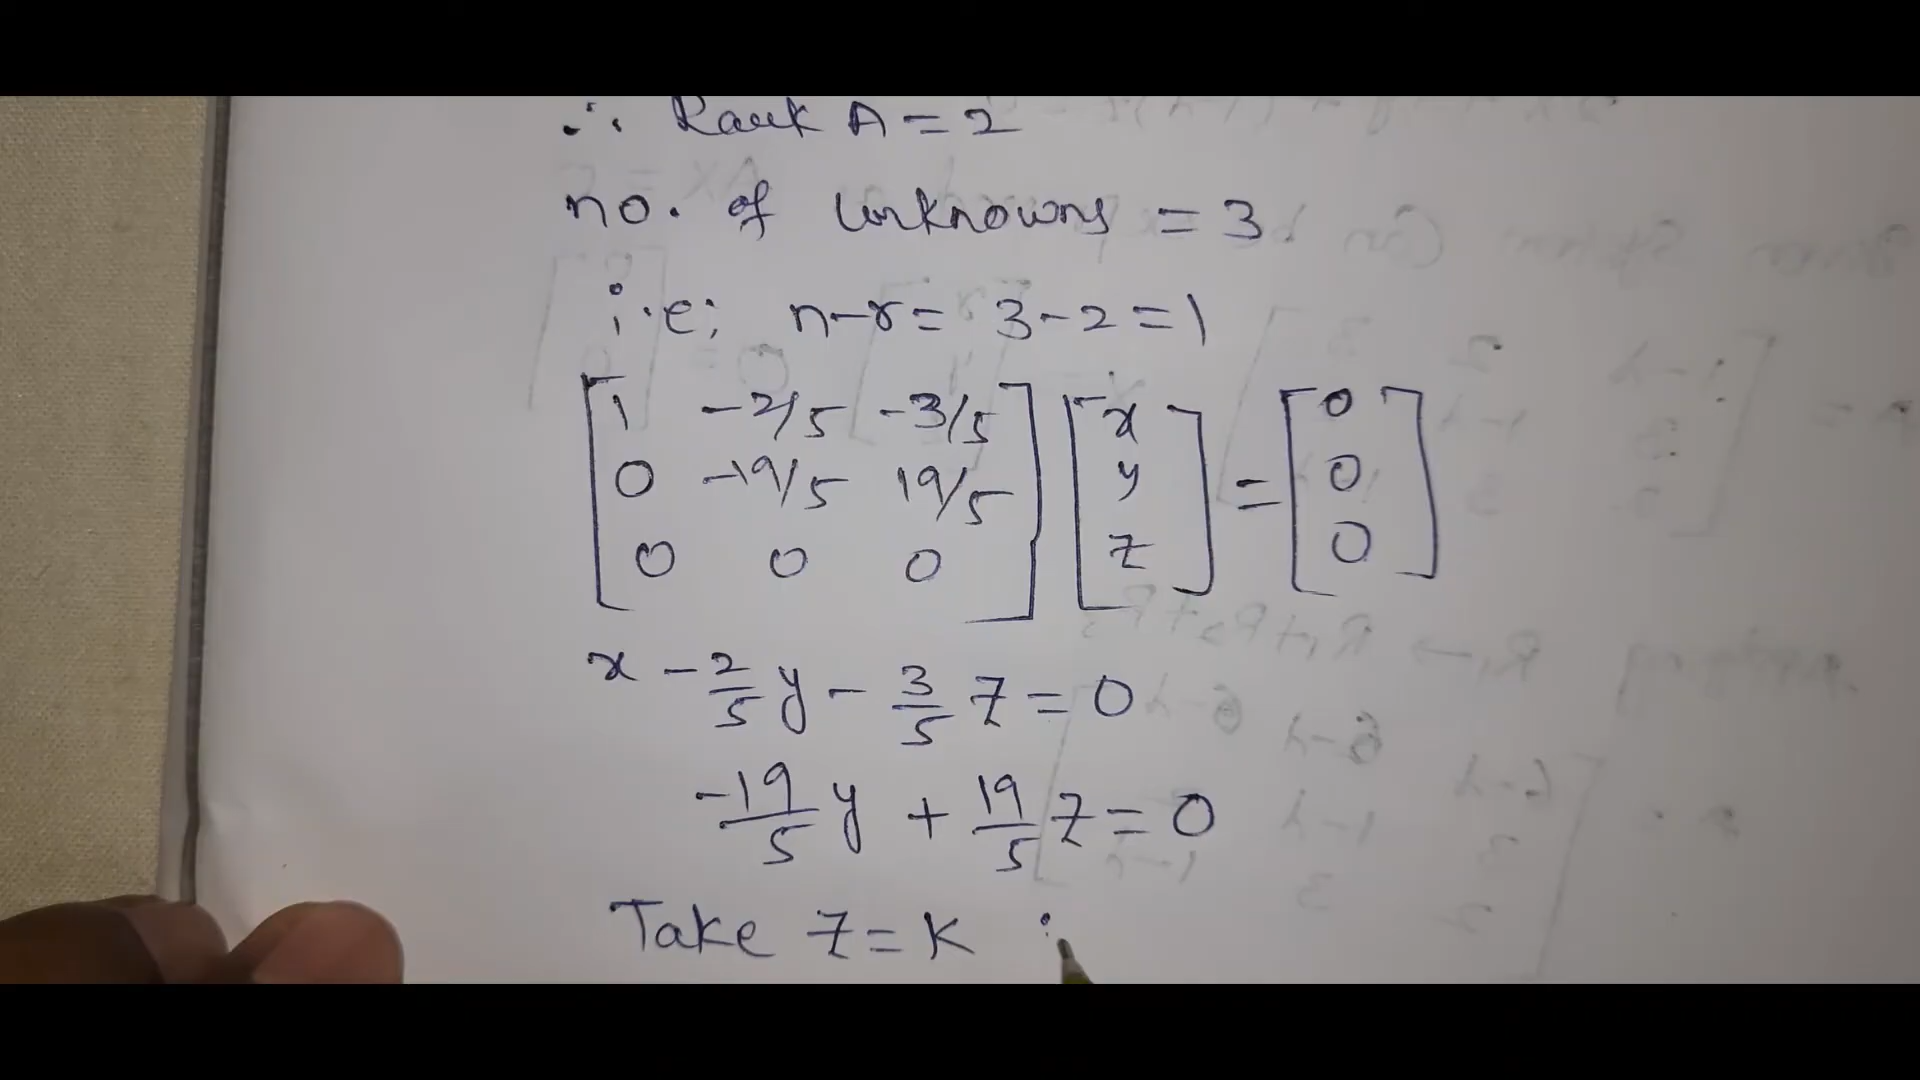 ∴ Rank A = 2
no. of unknowns = 3
i.e; n-r = 3-2 = 1
[1 -2/5 -3/5] [x] = [0]
[0 -19/5 19/5] [y] [0]
[0 0 0] [z] [0]
x - 2/5 y - 3/5 z = 0
-19/5 y + 19/5 z = 0
Take z = k